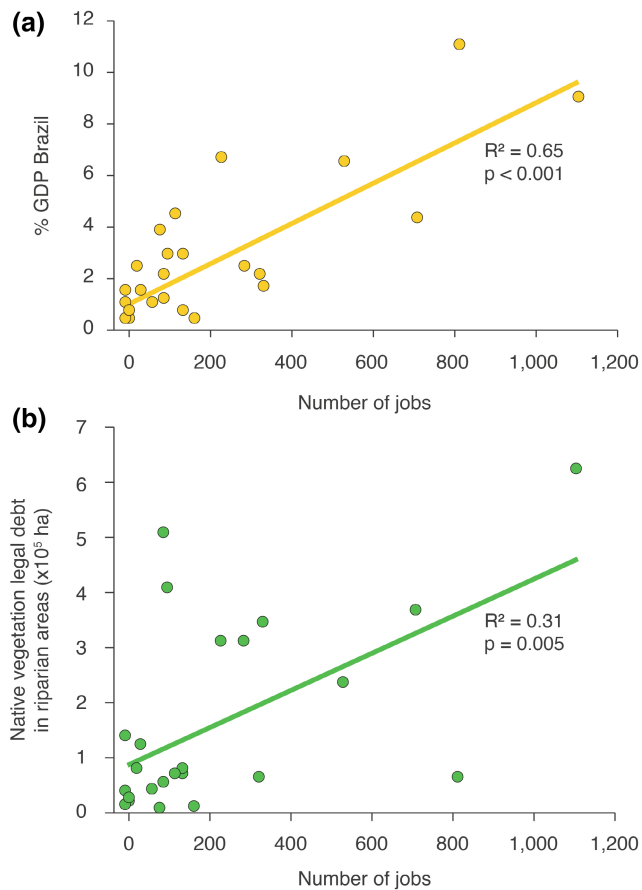 (a)
12
10
8
6
4
2
0
% GDP Brazil
R² = 0.65
p < 0.001
0 200 400 600 800 1,000 1,200
Number of jobs
(b)
7
6
5
4
3
2
1
0
Native vegetation legal debt
in riparian areas (x10⁵ ha)
R² = 0.31
p = 0.005
0 200 400 600 800 1,000 1,200
Number of jobs